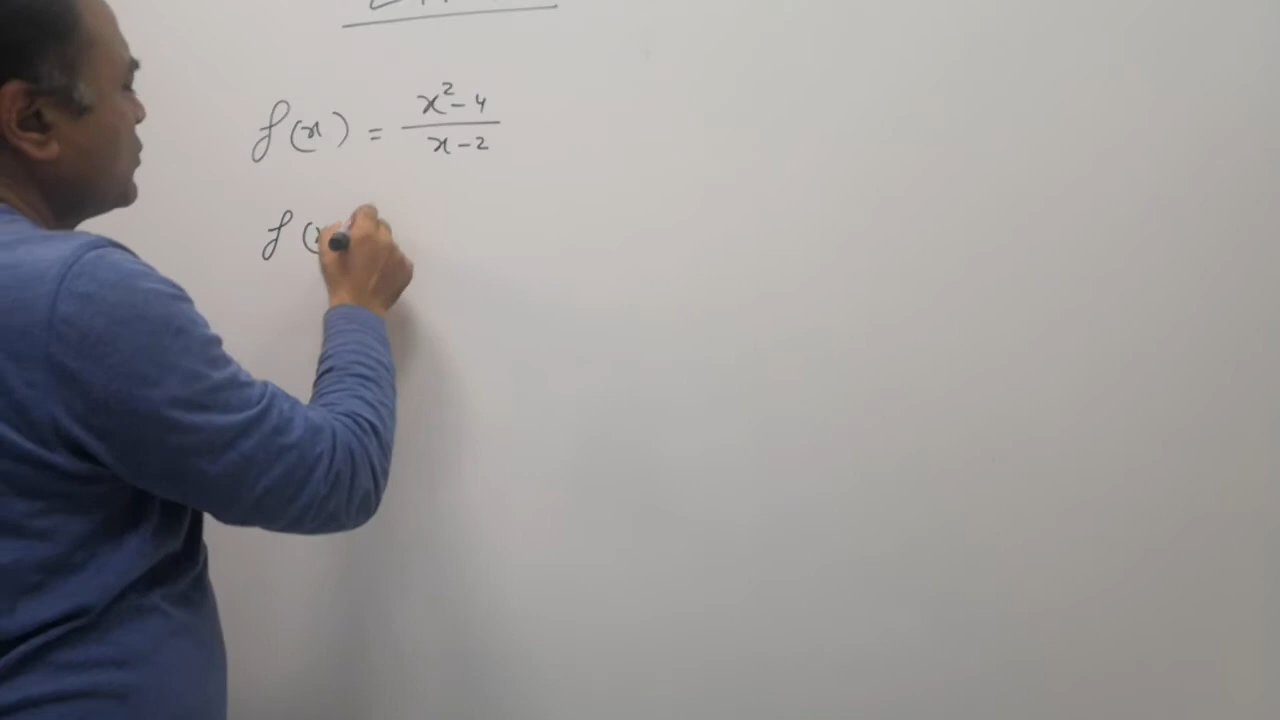 f(x) = x²-4 / x-2
f(x